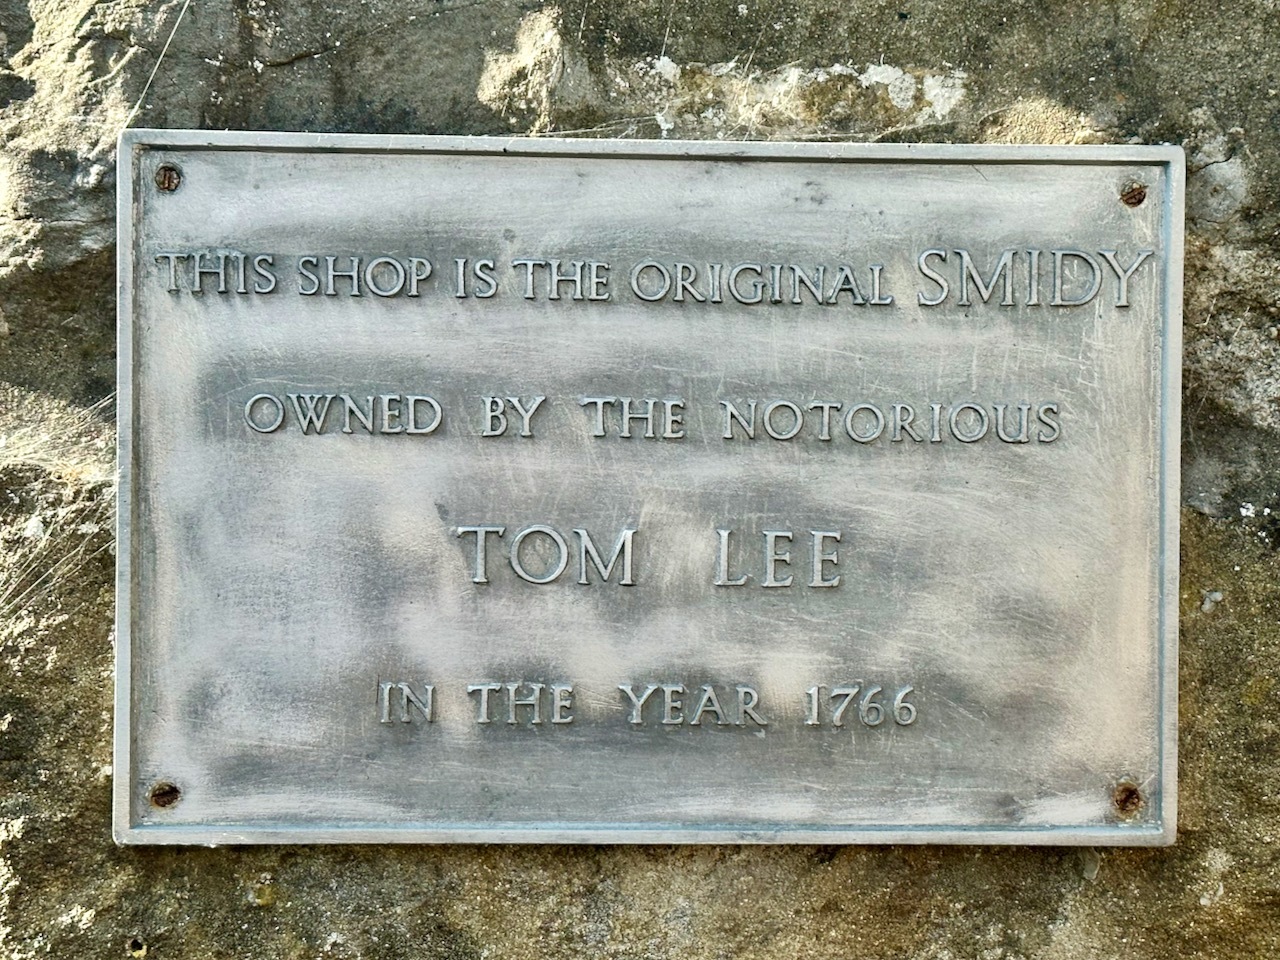 THIS SHOP IS THE ORIGINAL SMIDY
OWNED BY THE NOTORIOUS
TOM LEE
IN THE YEAR 1766